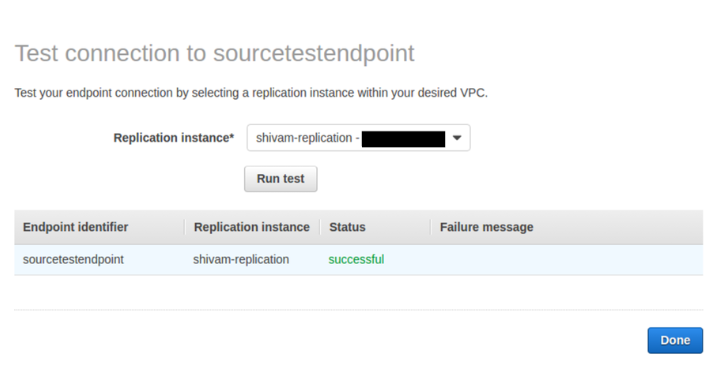 Test connection to sourcetestendpoint
Test your endpoint connection by selecting a replication instance within your desired VPC.
Replication instance* shivam-replication -
Run test
Endpoint identifier Replication instance Status Failure message
sourcetestendpoint shivam-replication successful
Done